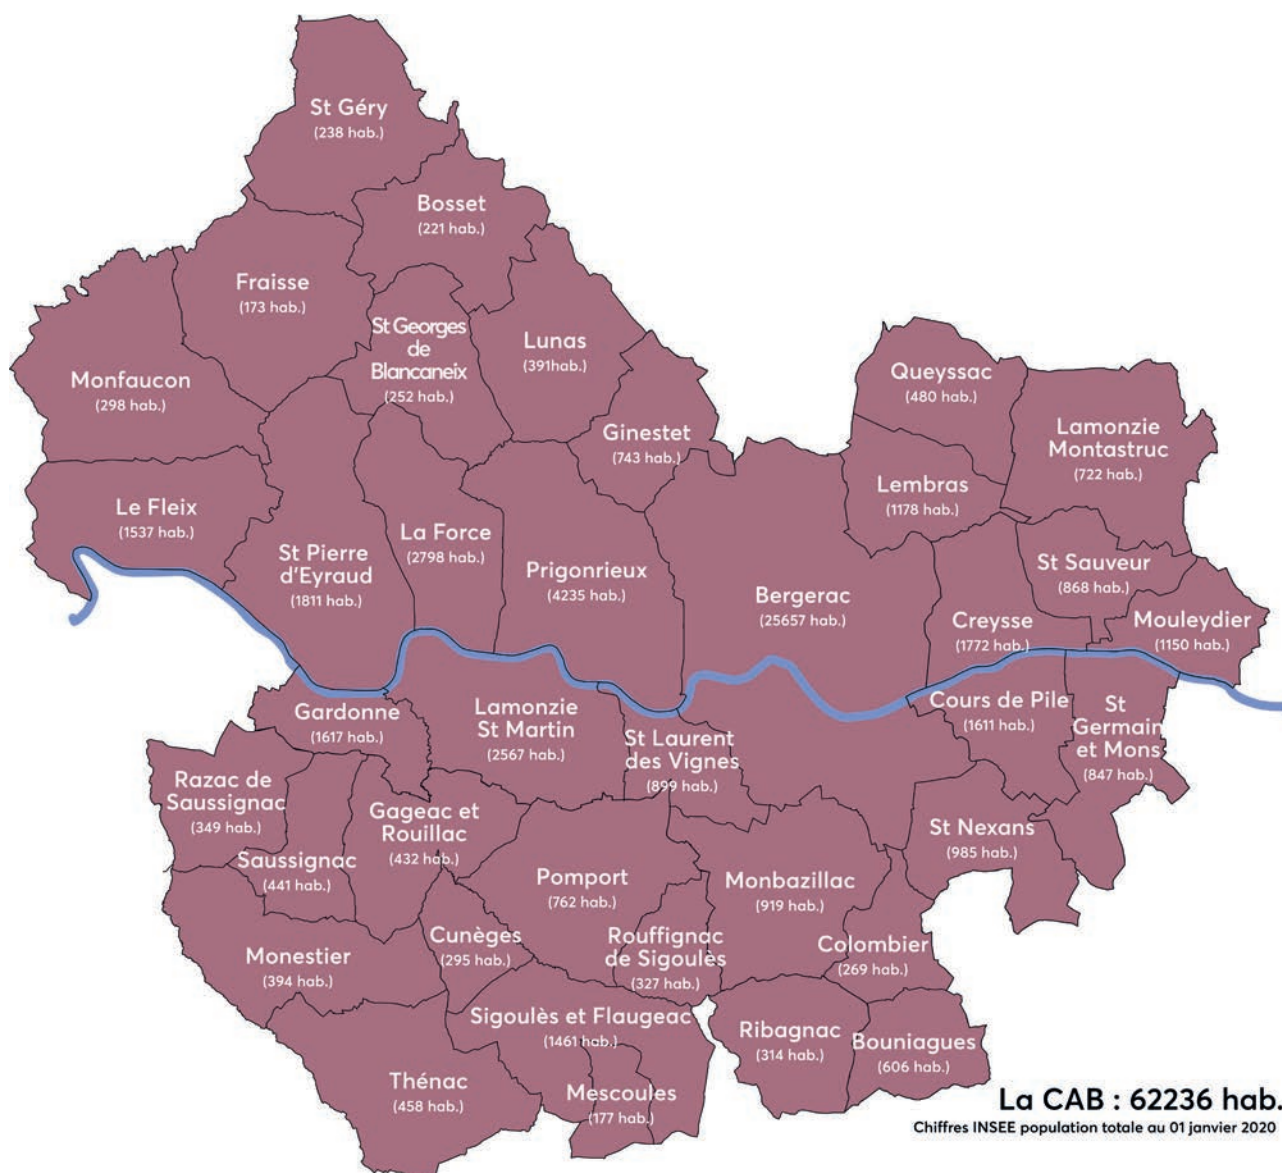 St Géry
(238 hab.)
Bosset
(221 hab.)
Fraisse
(173 hab.)
St Georges
de
Blancaneix
(252 hab.)
Lunas
(391hab.)
Monfaucon
(298 hab.)
Queyssac
(480 hab.)
Lamonzie
Montastruc
(722 hab.)
Ginestet
(743 hab.)
Lembras
(1178 hab.)
Le Fleix
(1537 hab.)
La Force
(2798 hab.)
St Pierre
d'Eyraud
(1811 hab.)
Prigonrieux
(4235 hab.)
Bergerac
(25657 hab.)
St Sauveur
(868 hab.)
Creysse
(1772 hab.)
Mouleydier
(1150 hab.)
Gardonne
(1617 hab.)
Lamonzie
St Martin
(2567 hab.)
St Laurent
des Vignes
(899 hab.)
Cours de Pile
(1611 hab.)
St
Germain
et Mons
(847 hab.)
Razac de
Saussignac
(349 hab.)
Saussignac
(441 hab.)
Gageac et
Rouillac
(432 hab.)
St Nexans
(985 hab.)
Pomport
(762 hab.)
Monbazillac
(919 hab.)
Monestier
(394 hab.)
Cunèges
(295 hab.)
Rouffignac
de Sigoulès
(327 hab.)
Colombier
(269 hab.)
Sigoulès et Flaugeac
(1461 hab.)
Ribagnac
(314 hab.)
Bouniagues
(606 hab.)
Thénac
(458 hab.)
Mescoules
(177 hab.)
La CAB : 62236 hab.
Chiffres INSEE population totale au 01 janvier 2020